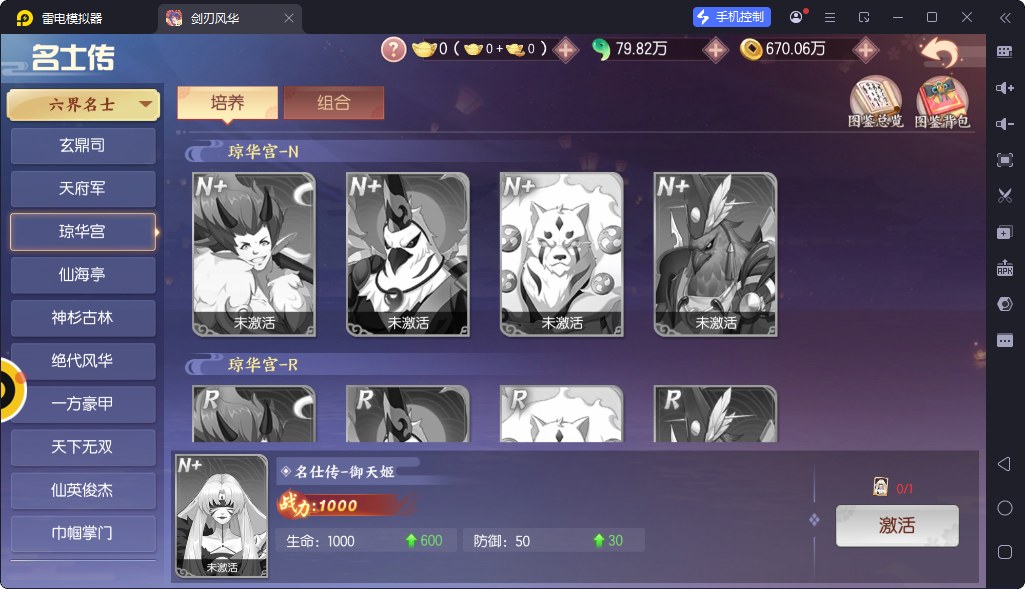 雷电模拟器
剑刃风华
手机控制
名士传
0 ( 0 + 0 )
79.82万
670.06万
六界名士
培养
组合
图鉴总览
图鉴背包
玄鼎司
天府军
琼华宫
仙海亭
神杉古林
绝代风华
一方豪甲
天下无双
仙英俊杰
巾帼掌门
琼华宫-N
N+
N+
N+
N+
未激活
未激活
未激活
未激活
琼华宫-R
R
R
R
R
N+
未激活
名仕传-御天姬
战力:1000
生命: 1000
600
防御: 50
30
0/1
激活
APK